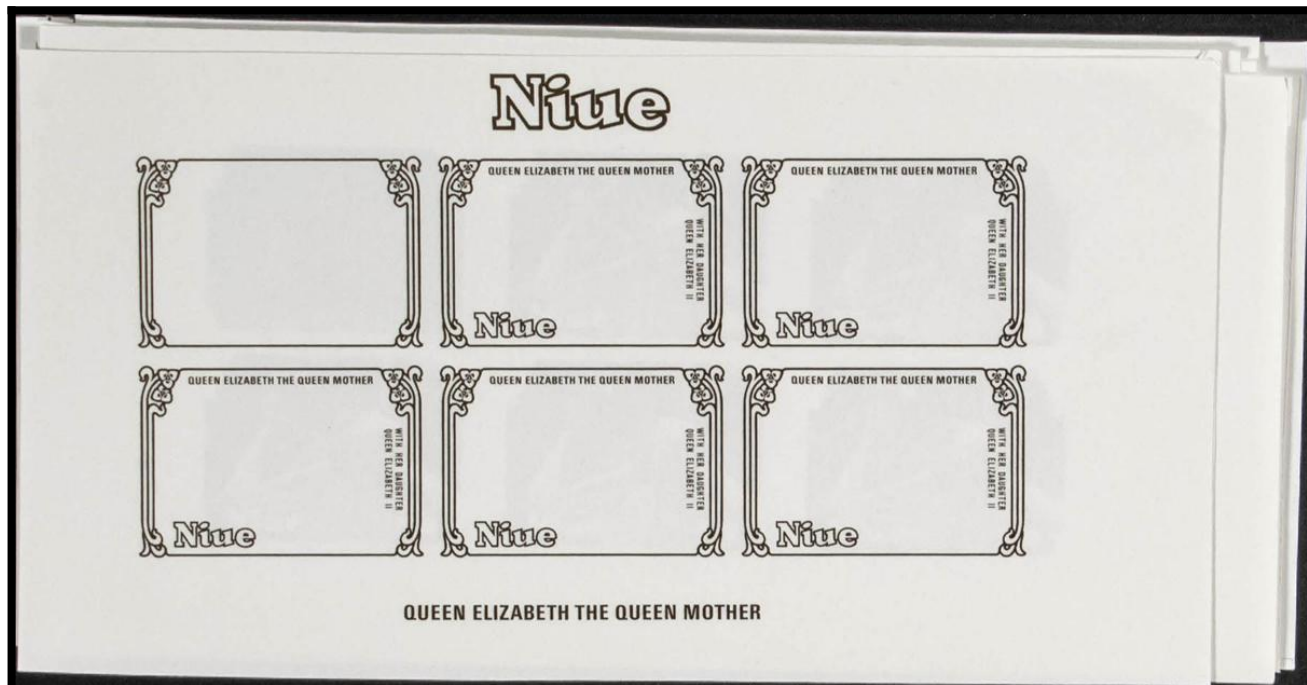 Niue
QUEEN ELIZABETH THE QUEEN MOTHER
WITH HER DAUGHTER
QUEEN ELIZABETH II
Niue
QUEEN ELIZABETH THE QUEEN MOTHER
WITH HER DAUGHTER
QUEEN ELIZABETH II
Niue
QUEEN ELIZABETH THE QUEEN MOTHER
WITH HER DAUGHTER
QUEEN ELIZABETH II
Niue
QUEEN ELIZABETH THE QUEEN MOTHER
WITH HER DAUGHTER
QUEEN ELIZABETH II
Niue
QUEEN ELIZABETH THE QUEEN MOTHER
WITH HER DAUGHTER
QUEEN ELIZABETH II
Niue
QUEEN ELIZABETH THE QUEEN MOTHER